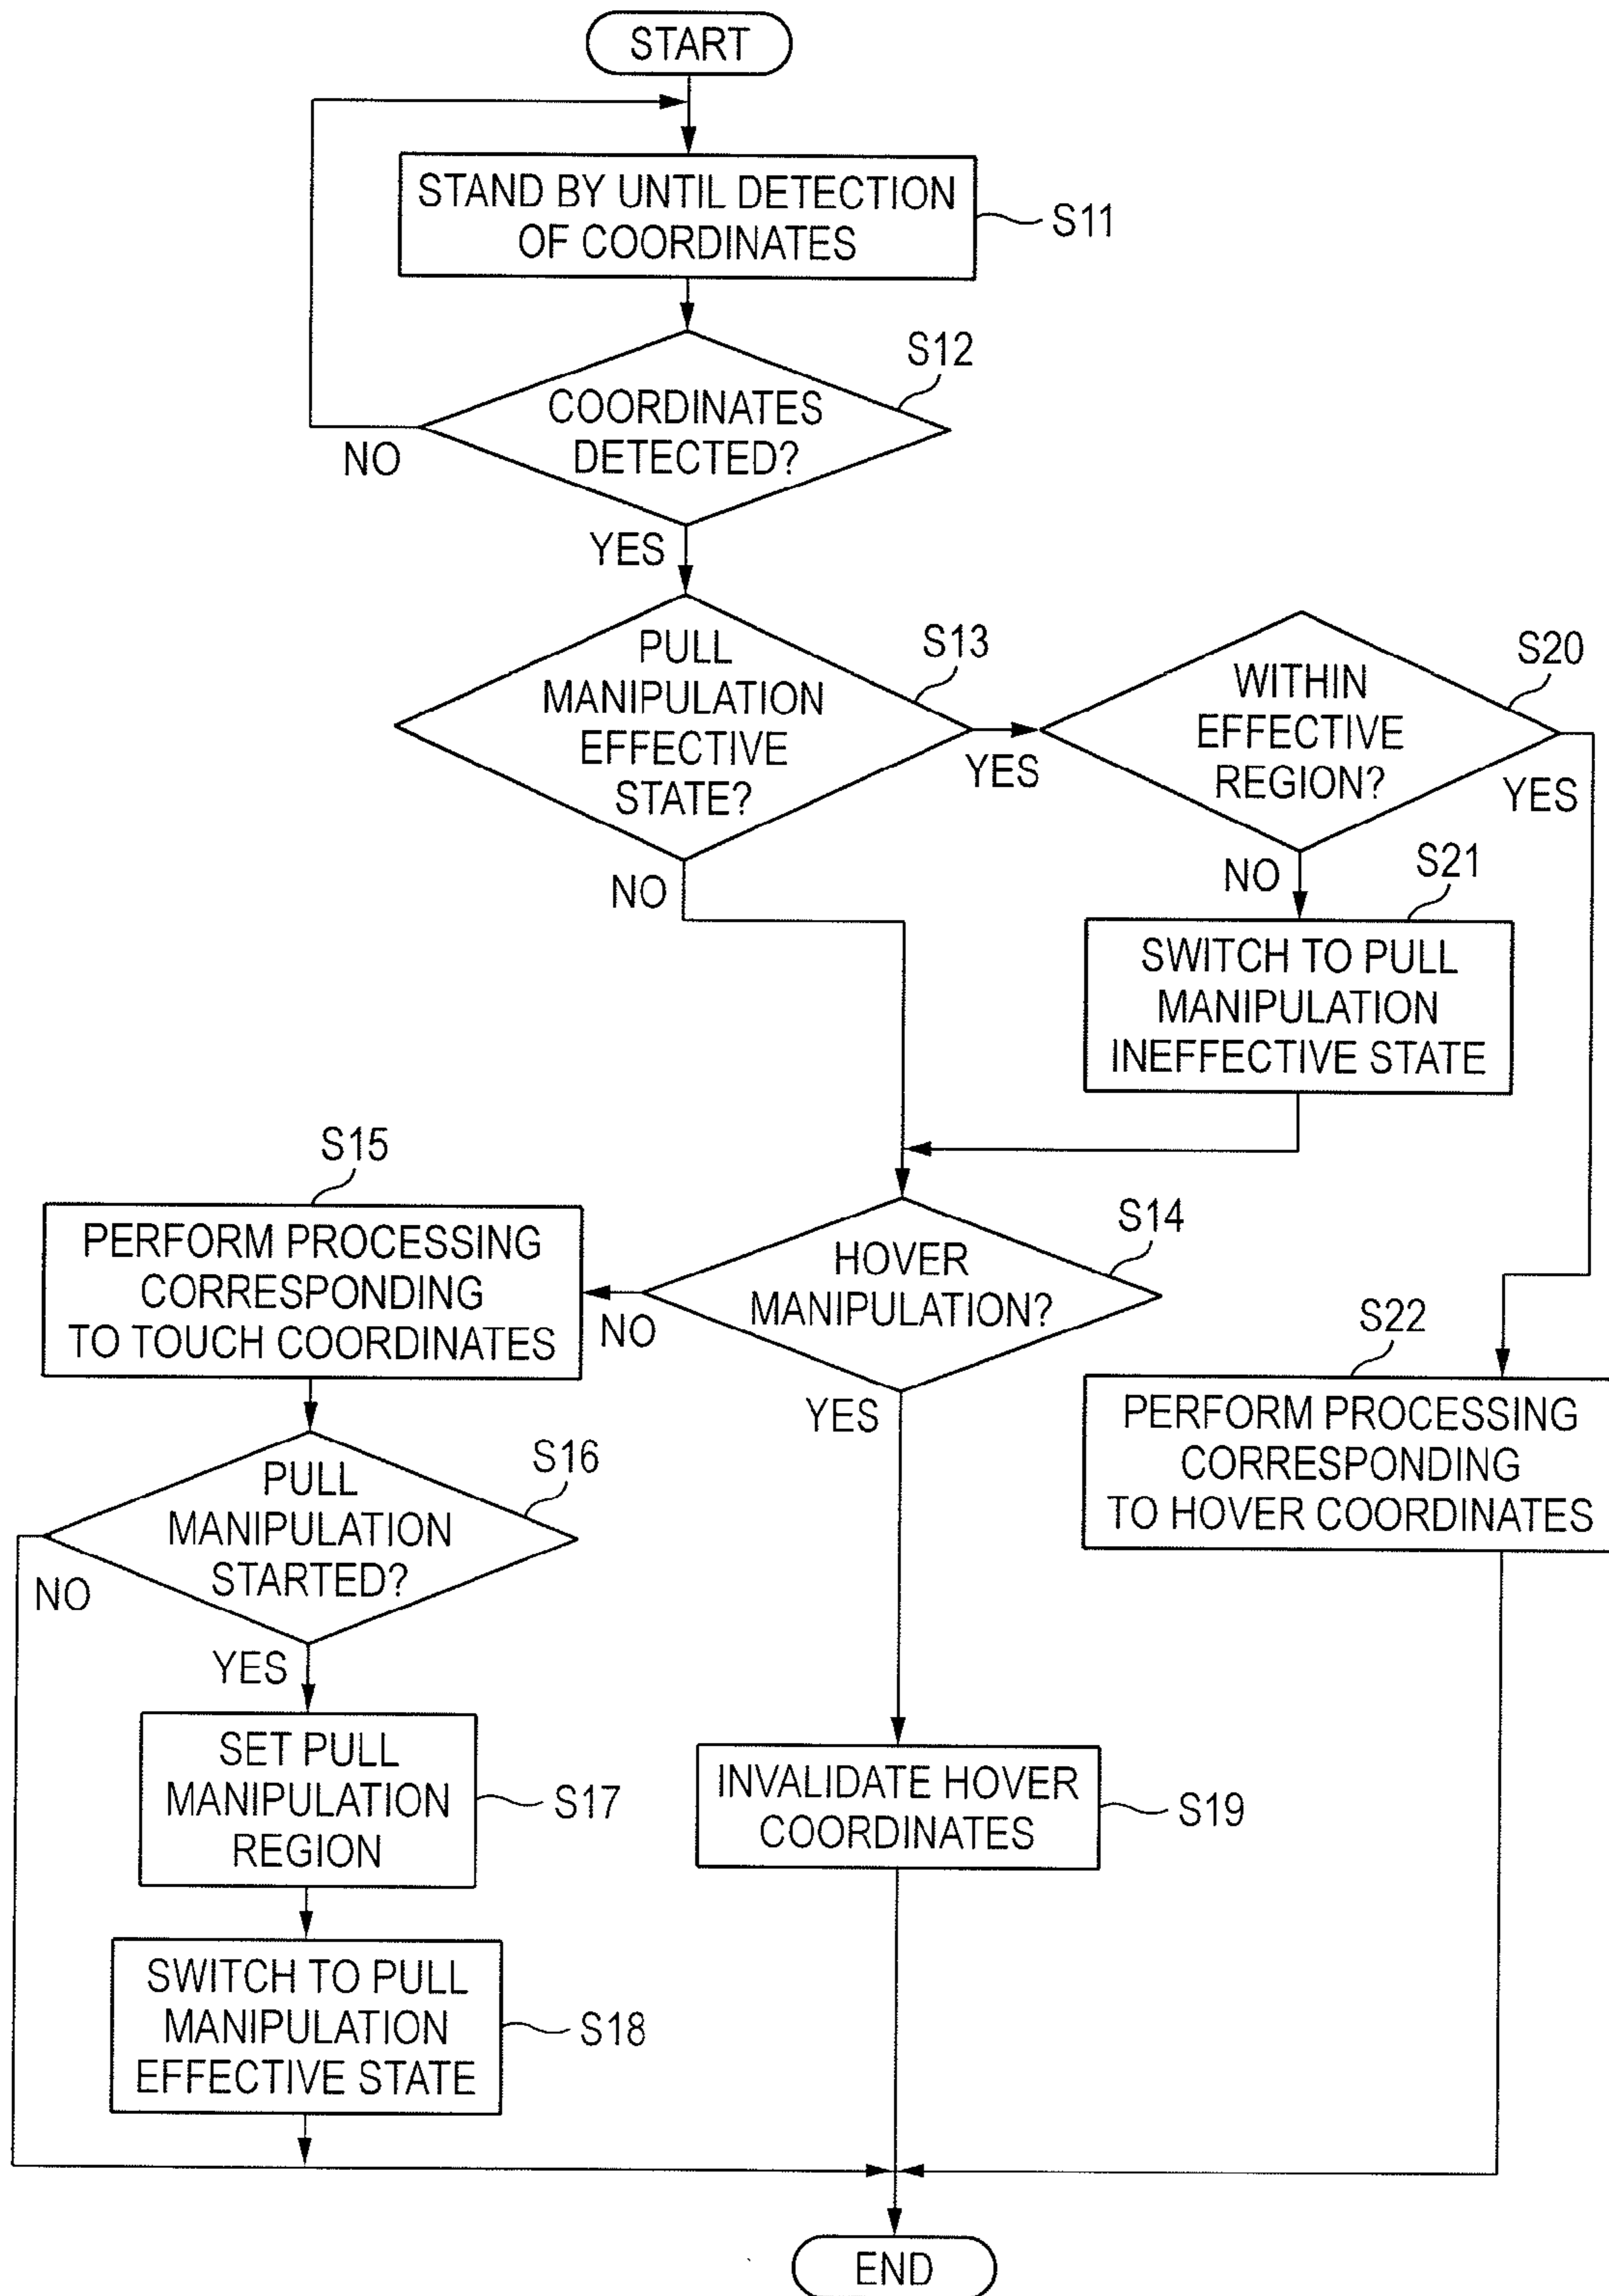 START
STAND BY UNTIL DETECTION
OF COORDINATES
S11
S12
COORDINATES
DETECTED?
NO
YES
S13
PULL
MANIPULATION
EFFECTIVE
STATE?
YES
NO
S20
WITHIN
EFFECTIVE
REGION?
YES
NO
S21
SWITCH TO PULL
MANIPULATION
INEFFECTIVE STATE
S14
HOVER
MANIPULATION?
NO
YES
S15
PERFORM PROCESSING
CORRESPONDING
TO TOUCH COORDINATES
S22
PERFORM PROCESSING
CORRESPONDING
TO HOVER COORDINATES
S16
PULL
MANIPULATION
STARTED?
NO
YES
SET PULL
MANIPULATION
REGION
S17
INVALIDATE HOVER
COORDINATES
S19
SWITCH TO PULL
MANIPULATION
EFFECTIVE STATE
S18
END